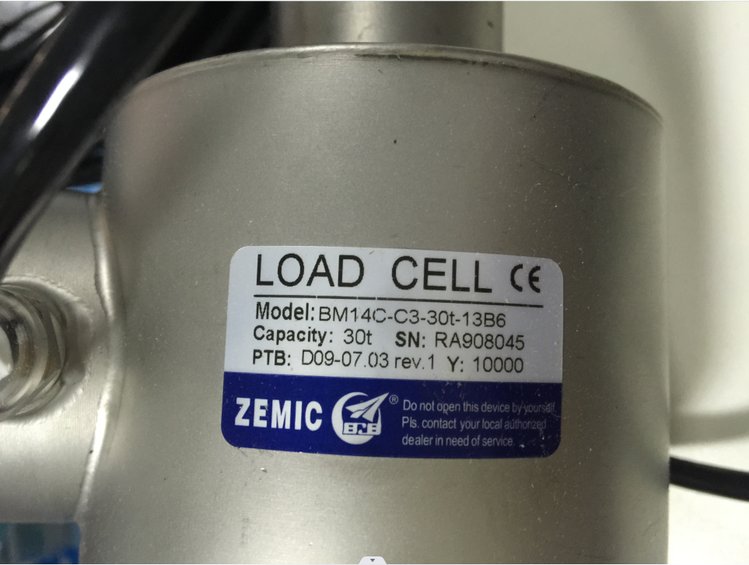 LOAD CELL CE
Model: BM14C-C3-30t-13B6
Capacity: 30t SN: RA908045
PTB: D09-07.03 rev.1 Y: 10000
ZEMIC
BNB
®
Do not open this device by yourself.
Pls. contact your local authorized
dealer in need of service.